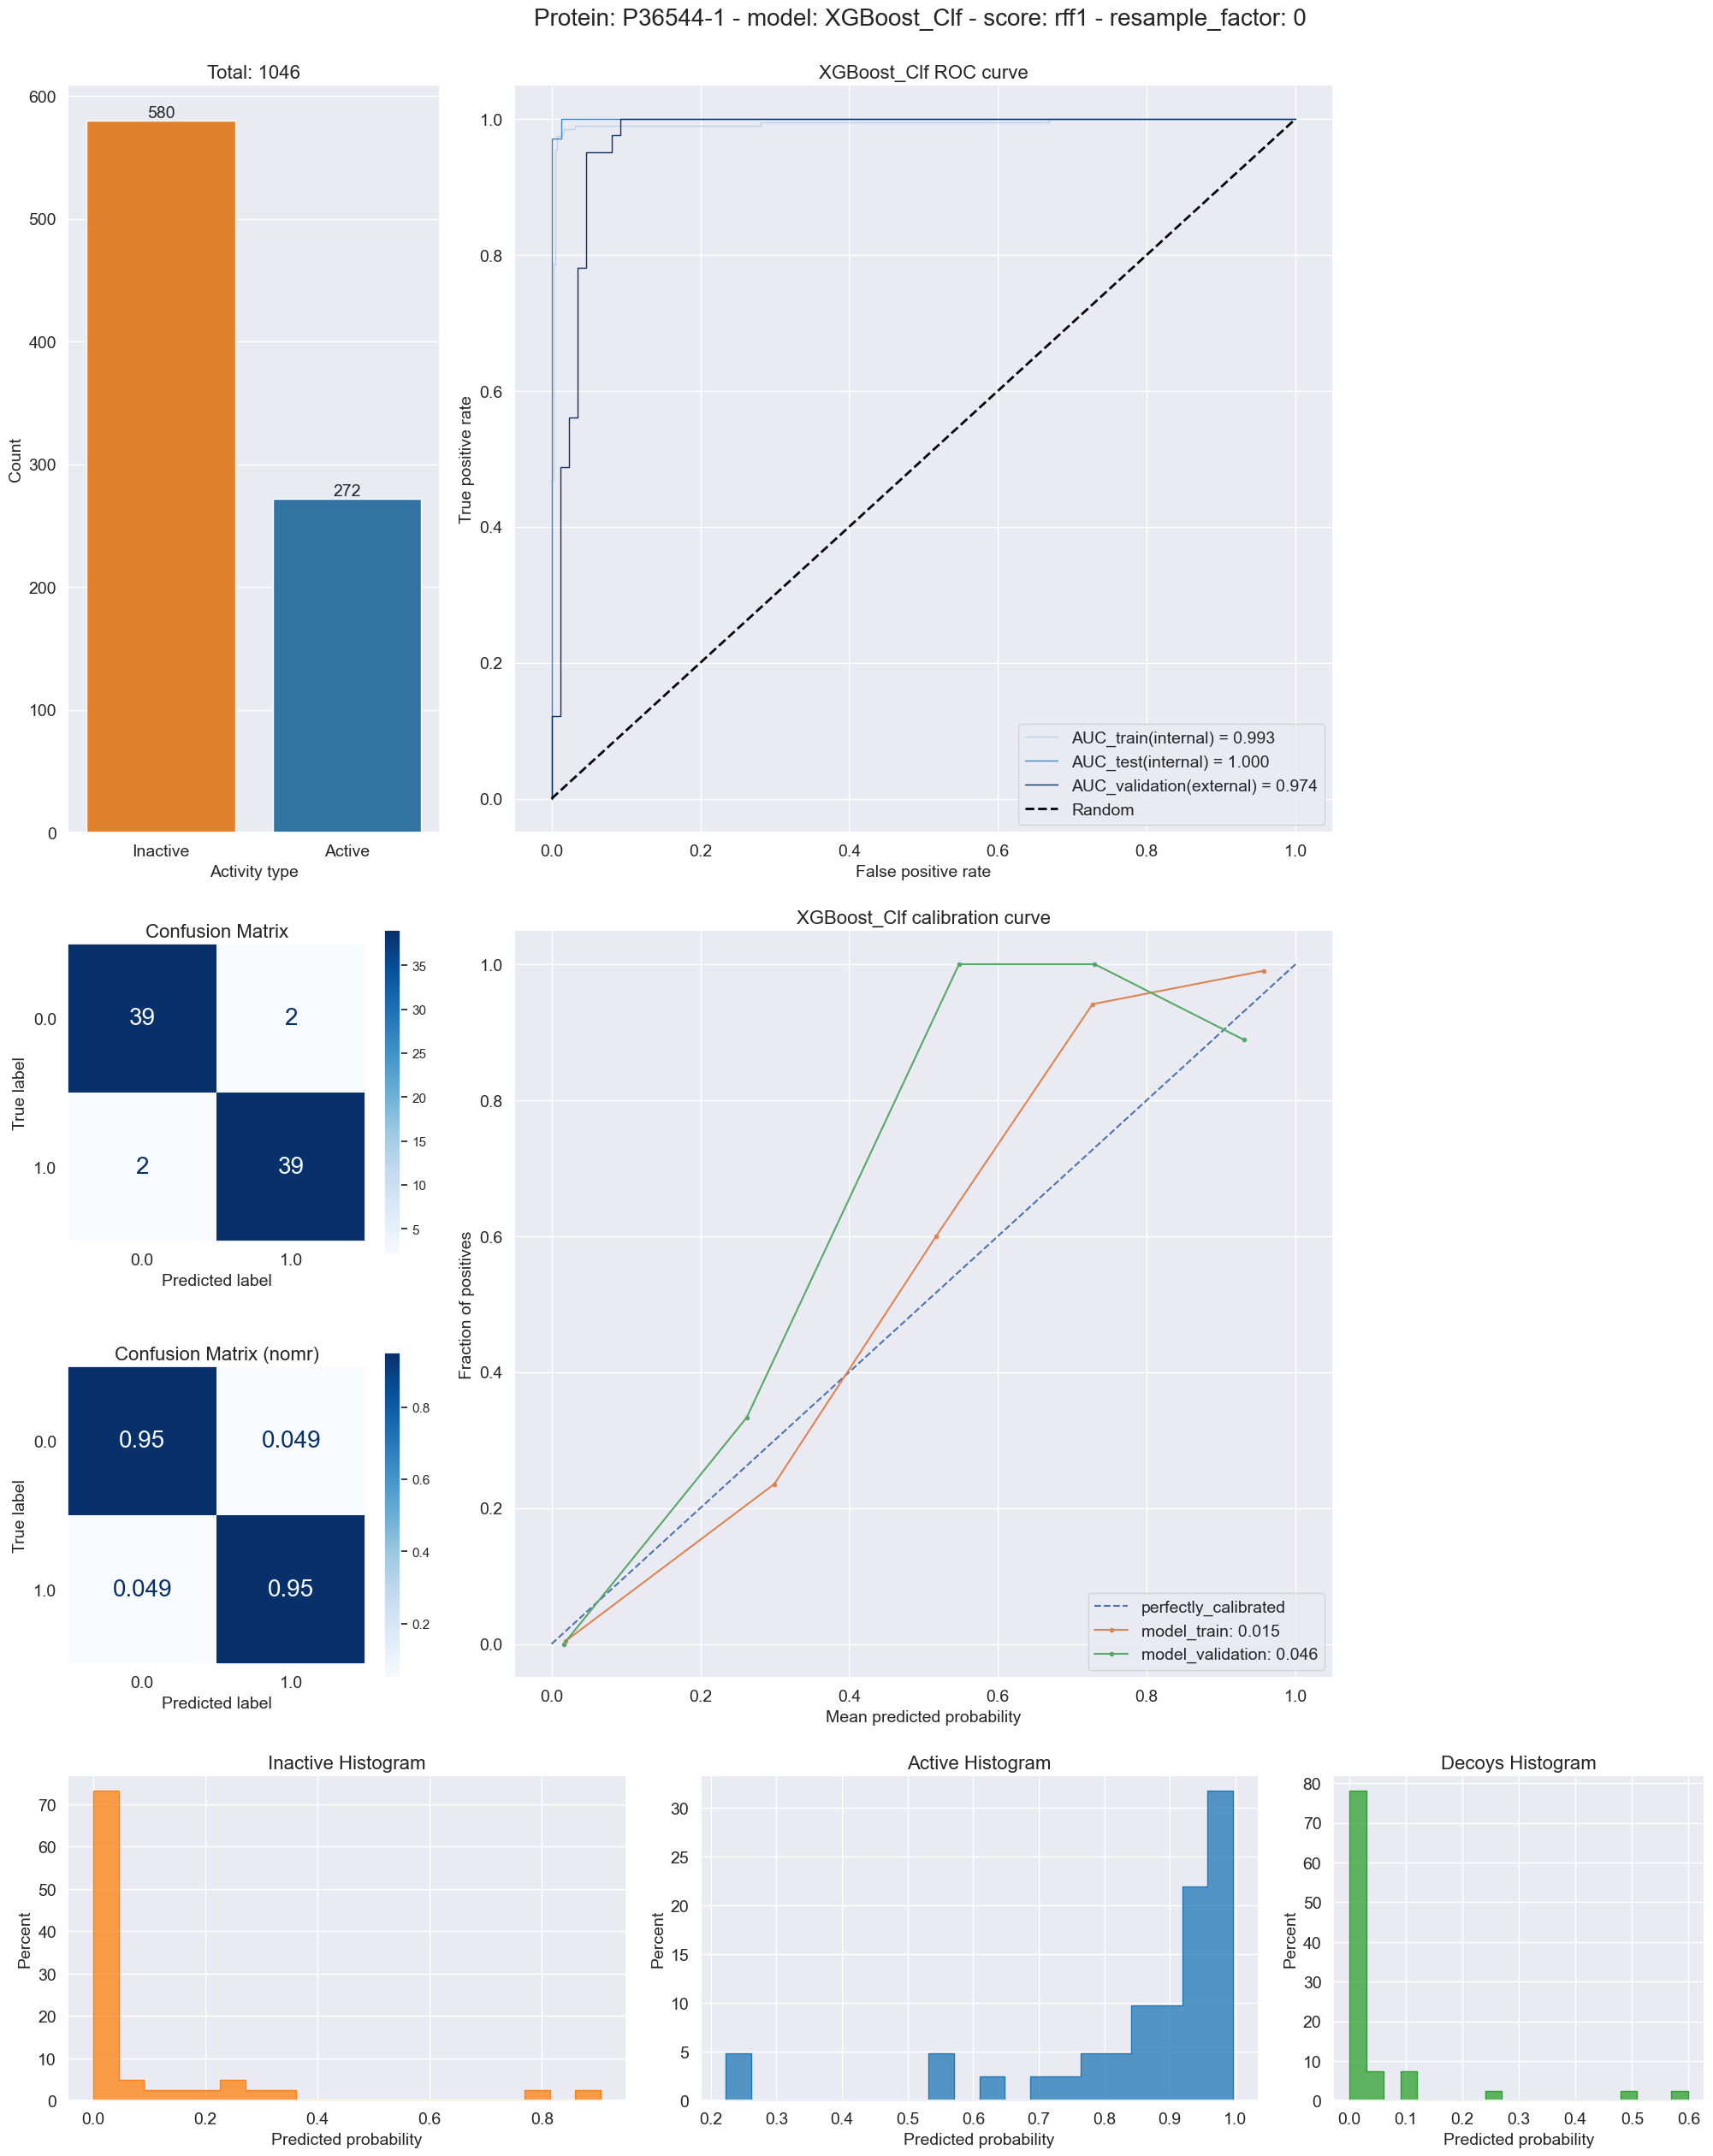 Protein: P36544-1 - model: XGBoost_Clf - score: rff1 - resample_factor: 0
Total: 1046
600
500
400
300
200
100
0
580
272
Count
Inactive Active
Activity type
XGBoost_Clf ROC curve
1.0
0.8
0.6
0.4
0.2
0.0
True positive rate
AUC_train(internal) = 0.993
AUC_test(internal) = 1.000
AUC_validation(external) = 0.974
Random
0.0 0.2 0.4 0.6 0.8 1.0
False positive rate
Confusion Matrix
0.0 39 2
1.0 2 39
True label
0.0 1.0
Predicted label
35
30
25
20
15
10
5
Confusion Matrix (nomr)
0.0 0.95 0.049
1.0 0.049 0.95
True label
0.0 1.0
Predicted label
0.8
0.6
0.4
0.2
XGBoost_Clf calibration curve
1.0
0.8
0.6
0.4
0.2
0.0
Fraction of positives
perfectly_calibrated
model_train: 0.015
model_validation: 0.046
0.0 0.2 0.4 0.6 0.8 1.0
Mean predicted probability
Inactive Histogram
70
60
50
40
30
20
10
0
Percent
0.0 0.2 0.4 0.6 0.8
Predicted probability
Active Histogram
30
25
20
15
10
5
0
Percent
0.2 0.3 0.4 0.5 0.6 0.7 0.8 0.9 1.0
Predicted probability
Decoys Histogram
80
70
60
50
40
30
20
10
0
Percent
0.0 0.1 0.2 0.3 0.4 0.5 0.6
Predicted probability